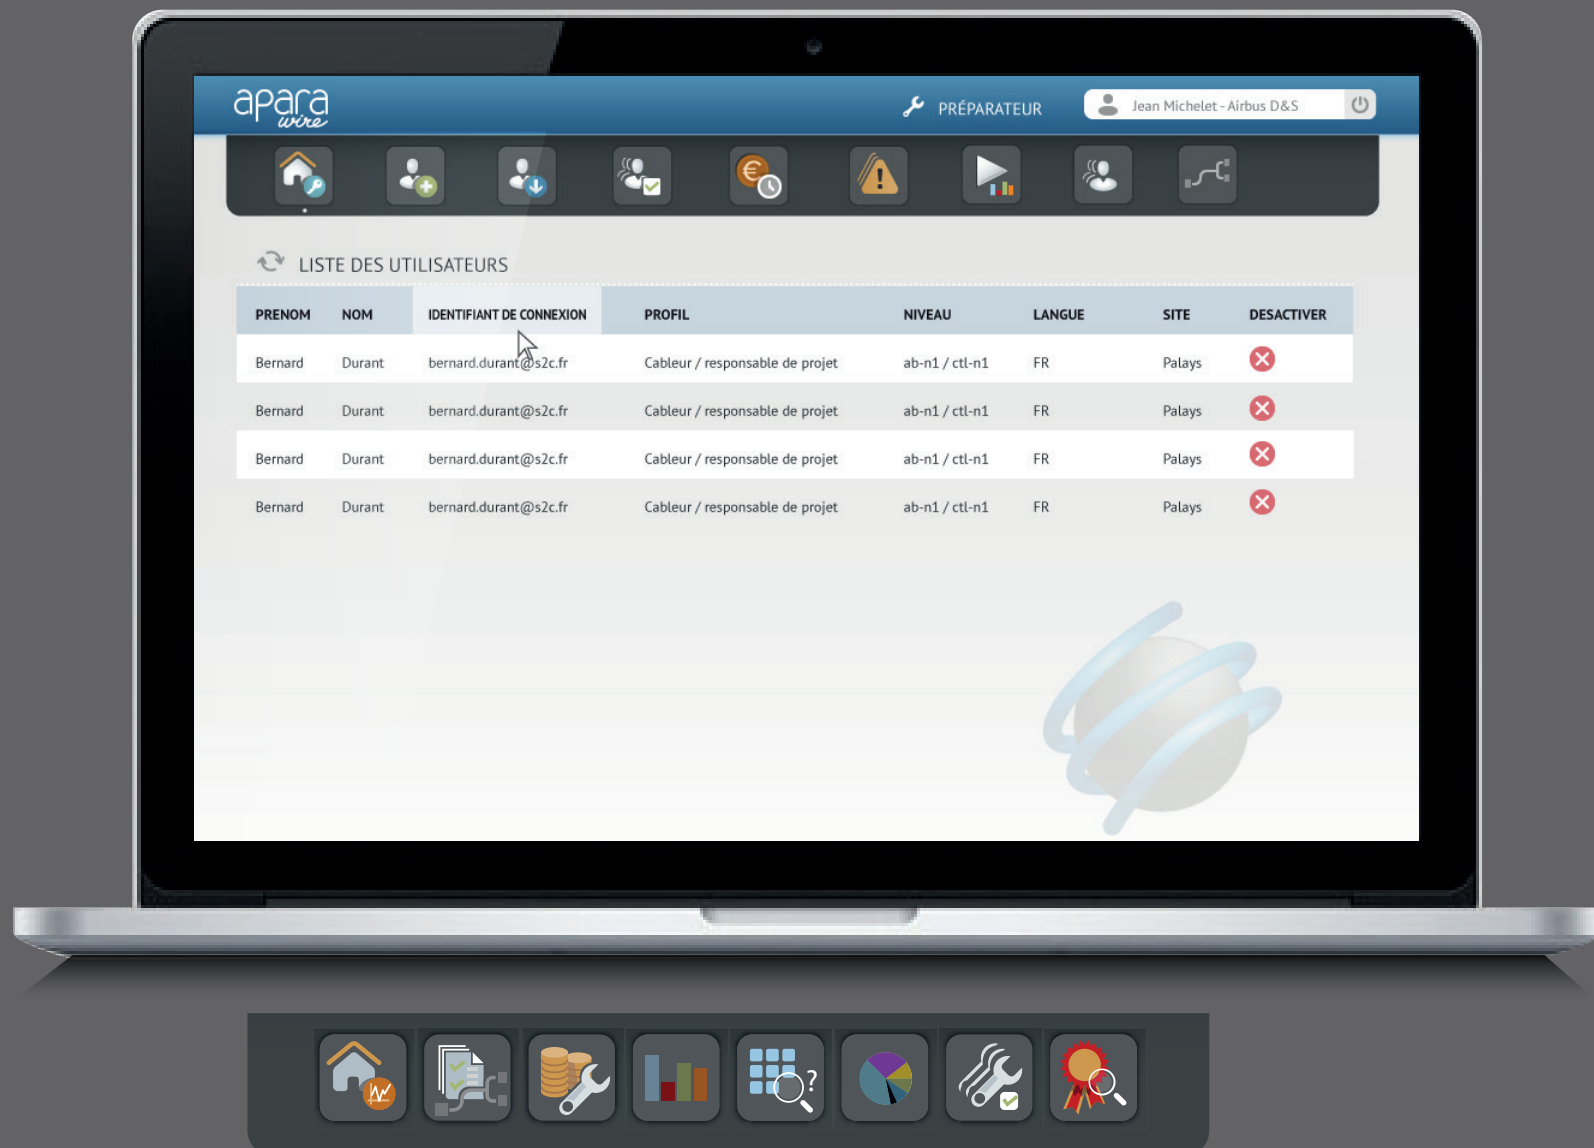 apara
wire
PRÉPARATEUR
Jean Michelet - Airbus D&S
LISTE DES UTILISATEURS
PRENOM NOM IDENTIFIANT DE CONNEXION PROFIL NIVEAU LANGUE SITE DESACTIVER
Bernard Durant bernard.durant@s2c.fr Cableur / responsable de projet ab-n1 / ctl-n1 FR Palays
Bernard Durant bernard.durant@s2c.fr Cableur / responsable de projet ab-n1 / ctl-n1 FR Palays
Bernard Durant bernard.durant@s2c.fr Cableur / responsable de projet ab-n1 / ctl-n1 FR Palays
Bernard Durant bernard.durant@s2c.fr Cableur / responsable de projet ab-n1 / ctl-n1 FR Palays
?